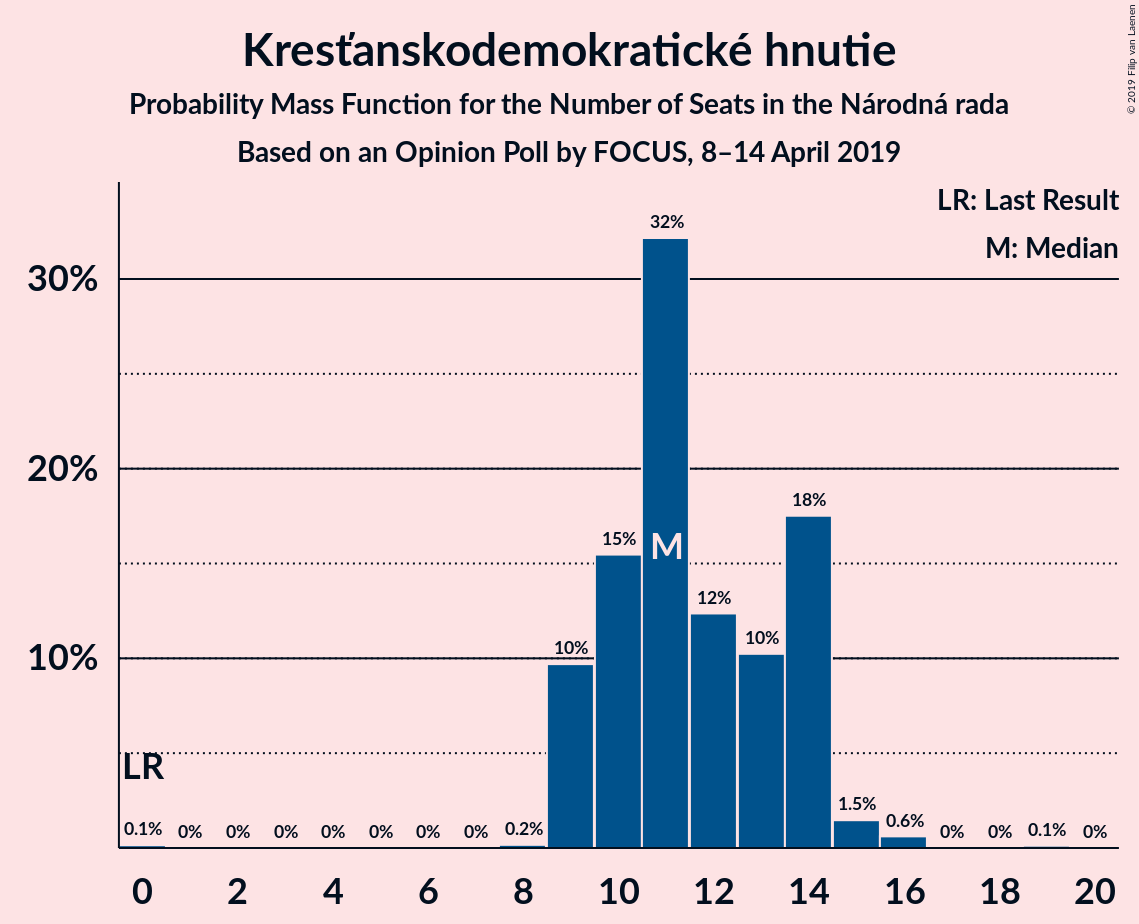 Kresťanskodemokratické hnutie
Probability Mass Function for the Number of Seats in the Národná rada
Based on an Opinion Poll by FOCUS, 8–14 April 2019
© 2019 Filip van Laenen
LR: Last Result
M: Median
30%
20%
10%
0.1% 0% 0% 0% 0% 0% 0% 0% 0.2% 10% 15% 32% 12% 10% 18% 1.5% 0.6% 0% 0% 0.1% 0%
M
LR
0 2 4 6 8 10 12 14 16 18 20